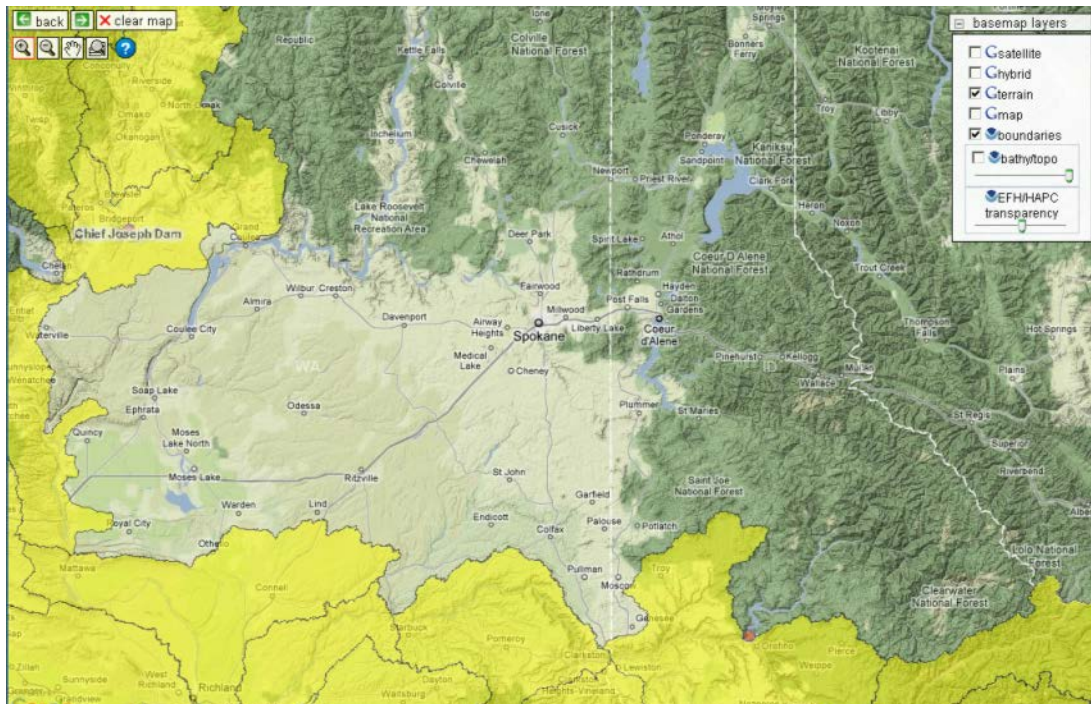 back
clear map
basemap layers
satellite
hybrid
terrain
map
boundaries
bathy/topo
EFH/HAPC
transparency
Ione
Republic
Kettle Falls
Colville
National Forest
Colville
Bonners
Ferry
Kootenai
National Forest
Troy
Libby
Riverside
Omak
Okanogan
Twisp
Inchelium
Cusick
Chewelah
Ponderay
Sandpoint
Kaniksu
National Forest
Clark Fork
Newport
Priest River
Heron
Noxon
Brewster
Pateros
Bridgeport
Chief Joseph Dam
Grand
Lake Roosevelt
National
Recreation Area
Deer Park
Spirit Lake
Athol
Coeur D'Alene
National Forest
Trout Creek
Rathdrum
Wilbur
Creston
Almira
Fairwood
Hayden
Post Falls
Dalton
Gardens
Davenport
Airway
Heights
Millwood
Spokane
Liberty Lake
Coeur
d'Alene
Thompson
Falls
Hot Springs
Waterville
Coulee City
Medical
Lake
Cheney
WA
Pinehurst
Kellogg
ID
Mullan
Wallace
Plains
Wenatchee
Soap Lake
Ephrata
Odessa
Plummer
St Maries
St Regis
Quincy
Moses
Lake North
Moses Lake
Ritzville
St John
Superior
Riverbend
Saint Joe
National Forest
Warden
Lind
Garfield
Royal City
Othello
Endicott
Colfax
Palouse
Potlatch
Mattawa
Connell
Pullman
Moscow
Troy
Lolo National
Forest
Clearwater
National Forest
Genesee
Starbuck
Pomeroy
Orofino
Pierce
Weippe
Zillah
Sunnyside
Grandview
West
Richland
Richland
Dayton
Waitsburg
Clarkston
Lewiston
Clarkston
Heights-Vineland